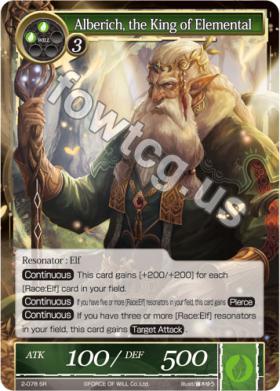 Alberich, the King of Elemental
WILL
3
fowtcg.us
Resonator : Elf
Continuous This card gains [+200/+200] for each
[Race:Elf] card in your field.
Continuous If you have five or more [Race:Elf] resonators in your field, this card gains Pierce
Continuous If you have three or more [Race:Elf] resonators
in your field, this card gains Target Attack .
ATK 100/ DEF 500
2-078 SR ©FORCE OF WILL Co.,Ltd. Illust/